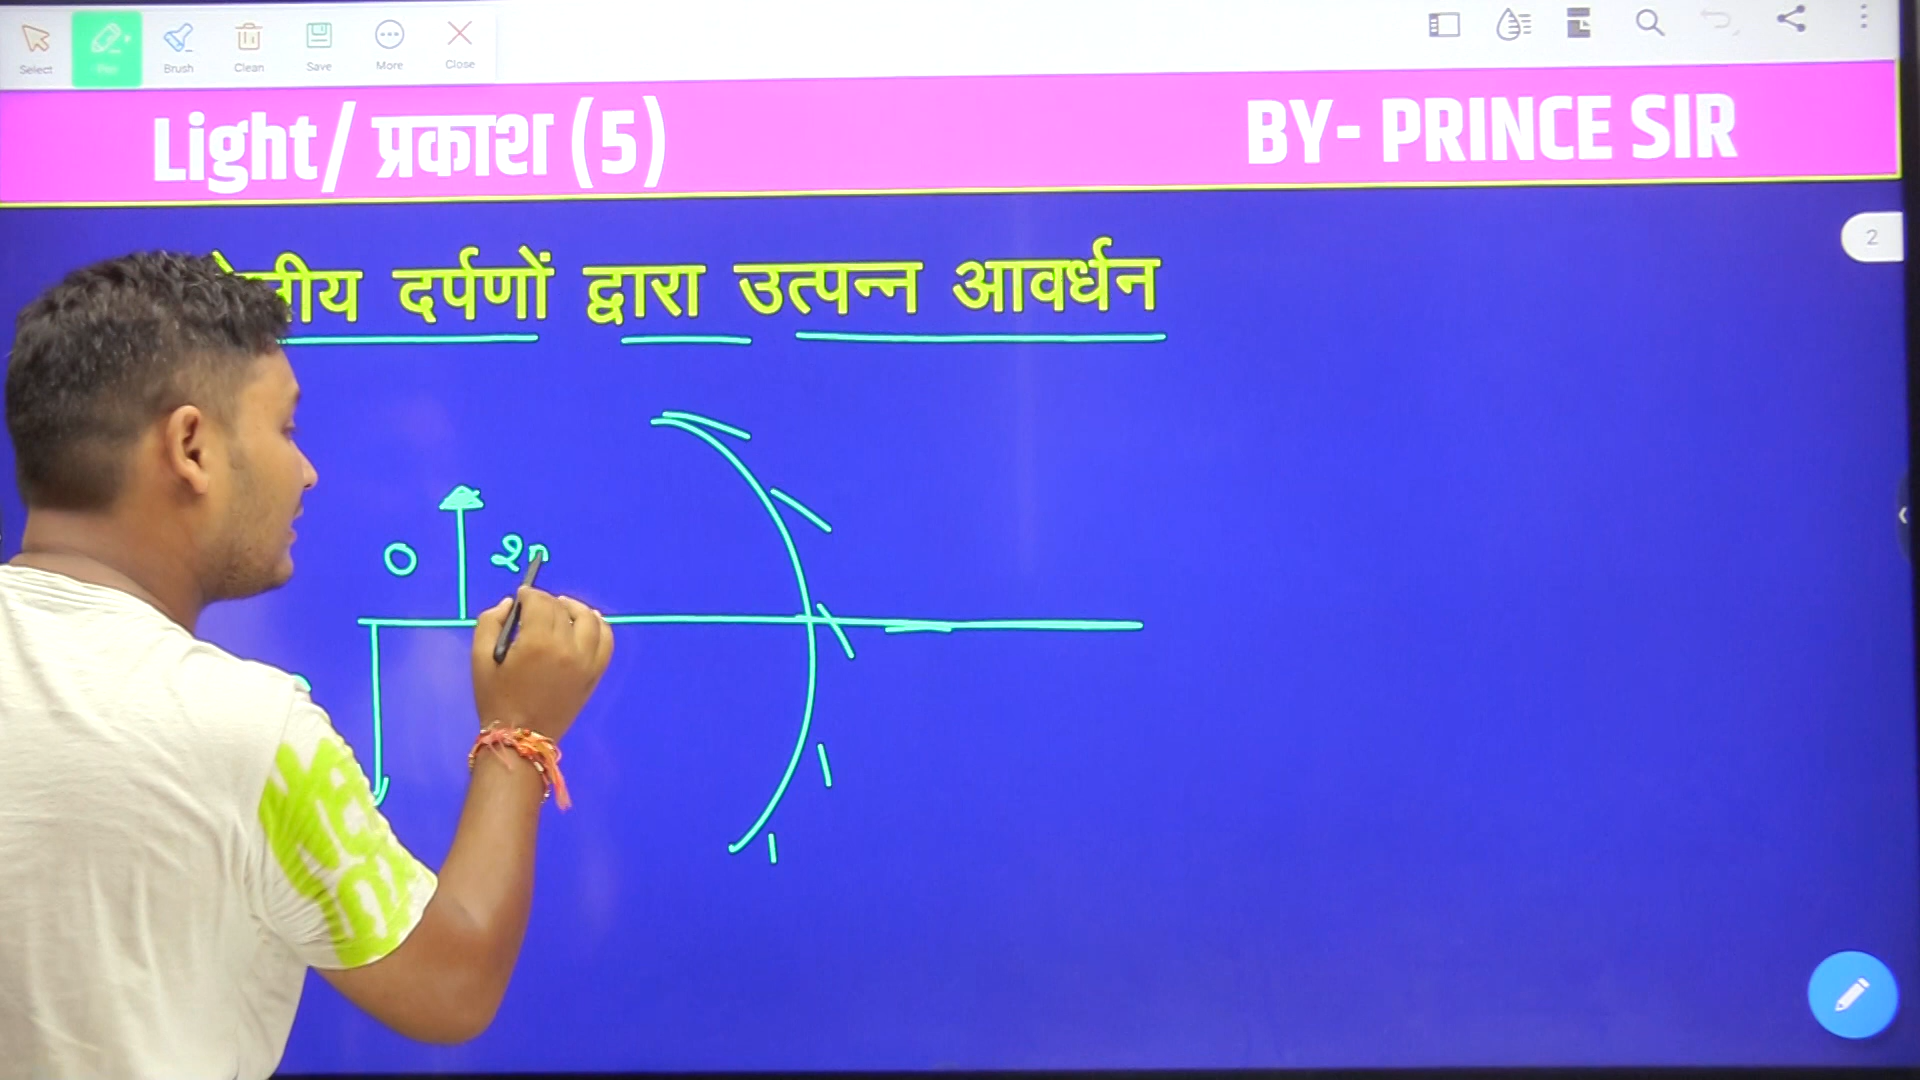 Select
Brush
Clean
Save
More
Close
Light/ प्रकाश (5)
BY- PRINCE SIR
2
दर्पणों द्वारा उत्पन्न आवर्धन
O